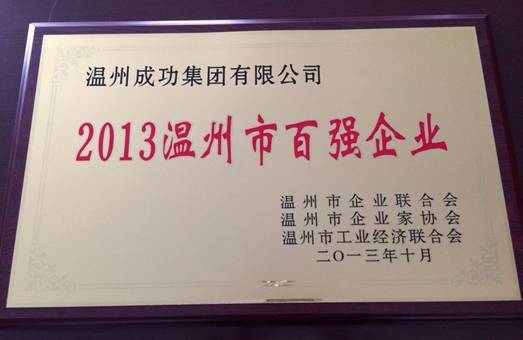 温州成功集团有限公司
2013温州市百强企业
温州市企业联合会
温州市企业家协会
温州市工业经济联合会
二〇一三年十月